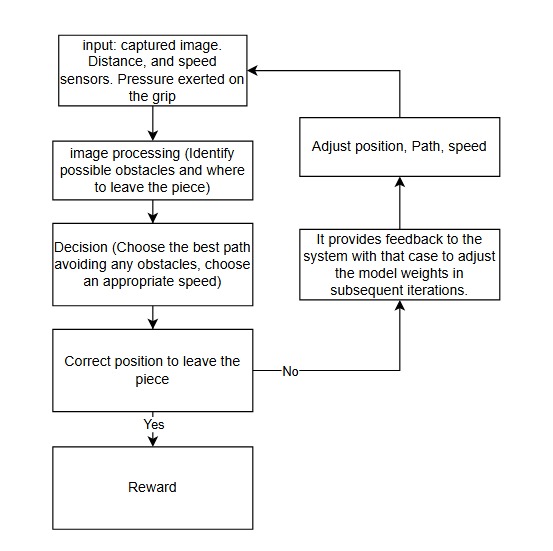 input: captured image.
Distance, and speed
sensors. Pressure exerted on
the grip
image processing (Identify
possible obstacles and where
to leave the piece)
Decision (Choose the best path
avoiding any obstacles, choose
an appropriate speed)
Correct position to leave the
piece
Yes
Reward
No
It provides feedback to the
system with that case to adjust
the model weights in
subsequent iterations.
Adjust position, Path, speed